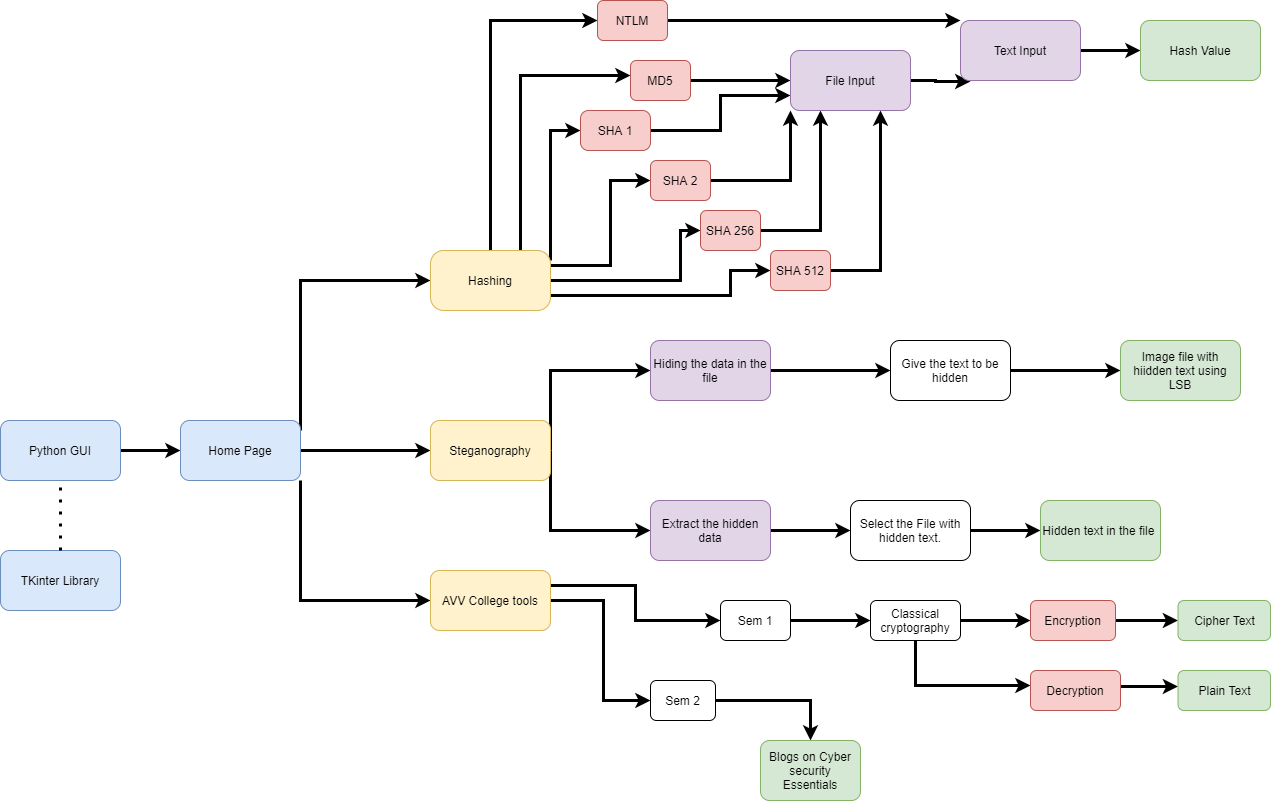 NTLM
Text Input
Hash Value
MD5
File Input
SHA 1
SHA 2
SHA 256
SHA 512
Hashing
Hiding the data in the
file
Give the text to be
hidden
Image file with
hiidden text using
LSB
Python GUI
Home Page
Steganography
Extract the hidden
data
Select the File with
hidden text.
Hidden text in the file
TKinter Library
AVV College tools
Sem 1
Classical
cryptography
Encryption
Cipher Text
Decryption
Plain Text
Sem 2
Blogs on Cyber
security
Essentials